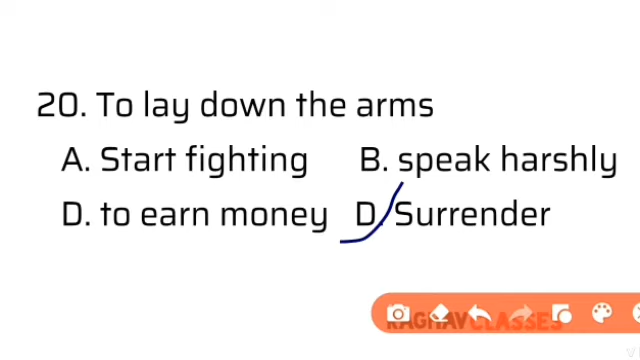 20. To lay down the arms
A. Start fighting B. speak harshly
D. to earn money D. Surrender
RAGHAV CLASSES